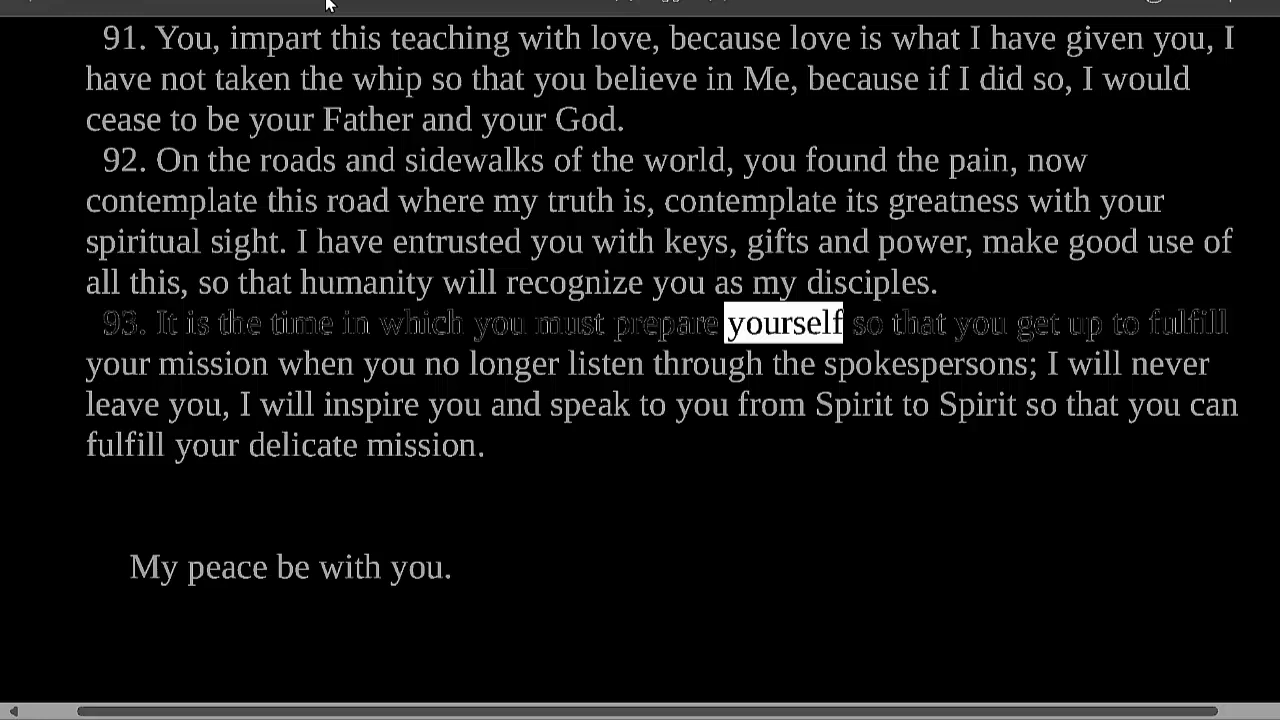 91. You, impart this teaching with love, because love is what I have given you, I
have not taken the whip so that you believe in Me, because if I did so, I would
cease to be your Father and your God.
92. On the roads and sidewalks of the world, you found the pain, now
contemplate this road where my truth is, contemplate its greatness with your
spiritual sight. I have entrusted you with keys, gifts and power, make good use of
all this, so that humanity will recognize you as my disciples.
93. It is the time in which you must prepare yourself so that you get up to fulfill
your mission when you no longer listen through the spokespersons; I will never
leave you, I will inspire you and speak to you from Spirit to Spirit so that you can
fulfill your delicate mission.
My peace be with you.